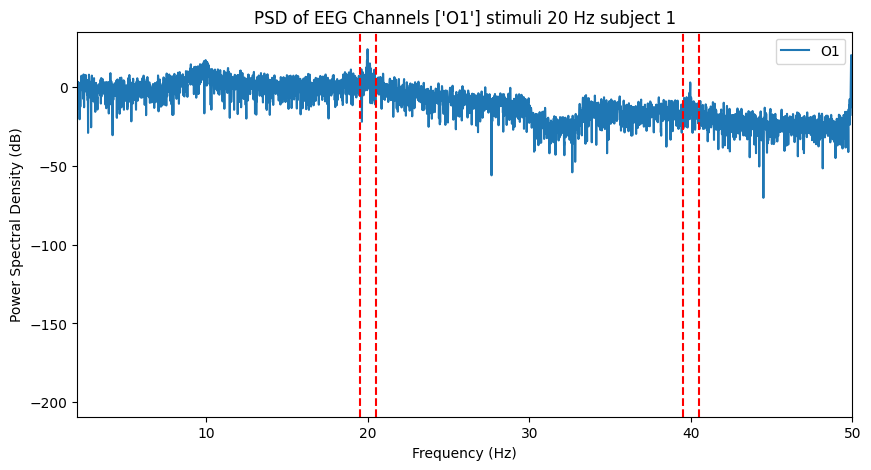 PSD of EEG Channels ['O1'] stimuli 20 Hz subject 1
O1
Power Spectral Density (dB)
0
−50
−100
−150
−200
10
20
30
40
50
Frequency (Hz)